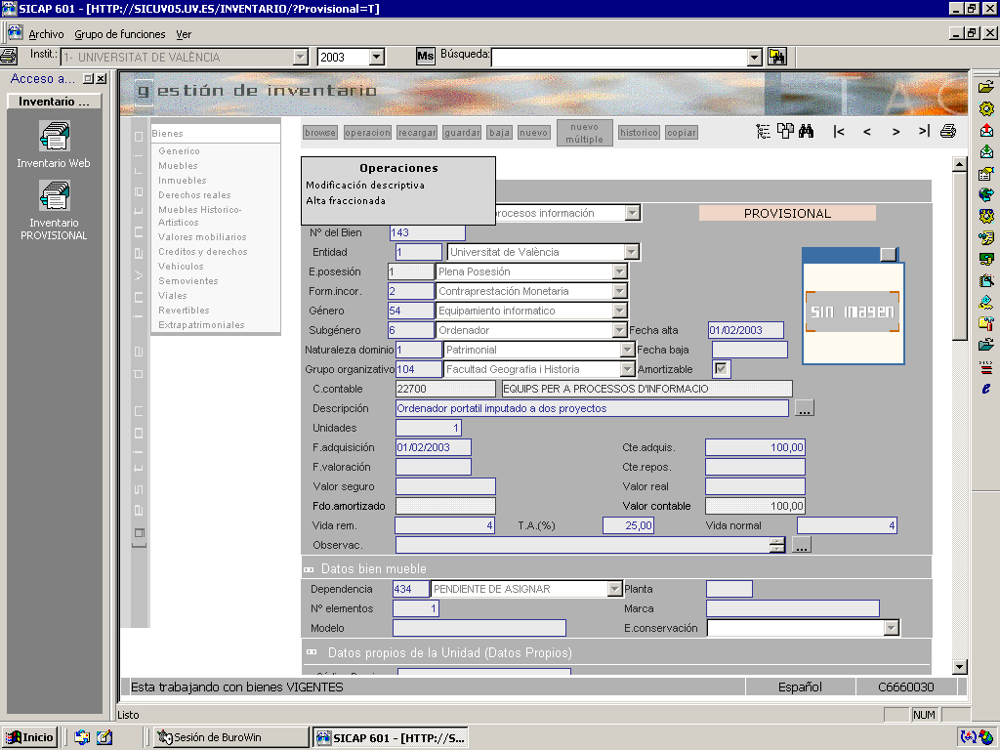 SICAP 601 - [HTTP://SICUV05.UV.ES/INVENTARIO/?Provisional=T]
Archivo Grupo de funciones Ver
Instit.: 1- UNIVERSITAT DE VALÈNCIA 2003 Ms Búsqueda:
Acceso a...
Inventario ...
Inventario Web
Inventario
PROVISIONAL
gestión de inventario
Bienes
Generico
Muebles
Inmuebles
Derechos reales
Muebles Historico-
Artisticos
Valores mobiliarios
Creditos y derechos
Vehiculos
Semovientes
Viales
Revertibles
Extrapatrimoniales
browse operacion recargar guardar baja nuevo nuevo múltiple historico copiar
Operaciones
Modificación descriptiva
Alta fraccionada
procesos información PROVISIONAL
Nº del Bien 143
Entidad 1 Universitat de València
E.posesión 1 Plena Posesión
Form.incor. 2 Contraprestación Monetaria
Género 54 Equipamiento informatico
sin imagen
Subgénero 6 Ordenador Fecha alta 01/02/2003
Naturaleza dominio 1 Patrimonial Fecha baja
Grupo organizativo 104 Facultad Geografia i Historia Amortizable
C.contable 22700 EQUIPS PER A PROCESSOS D'INFORMACIO
Descripción Ordenador portatil imputado a dos proyectos ...
Unidades 1
F.adquisición 01/02/2003 Cte.adquis. 100,00
F.valoración Cte.repos.
Valor seguro Valor real
Fdo.amortizado Valor contable 100,00
Vida rem. 4 T.A.(%) 25,00 Vida normal 4
Observac. ...
Datos bien mueble
Dependencia 434 PENDIENTE DE ASIGNAR Planta
Nº elementos 1 Marca
Modelo E.conservación
Datos propios de la Unidad (Datos Propios)
Esta trabajando con bienes VIGENTES Español C6660030
Listo NUM
Inicio Sesión de BuroWin SICAP 601 - [HTTP://S...